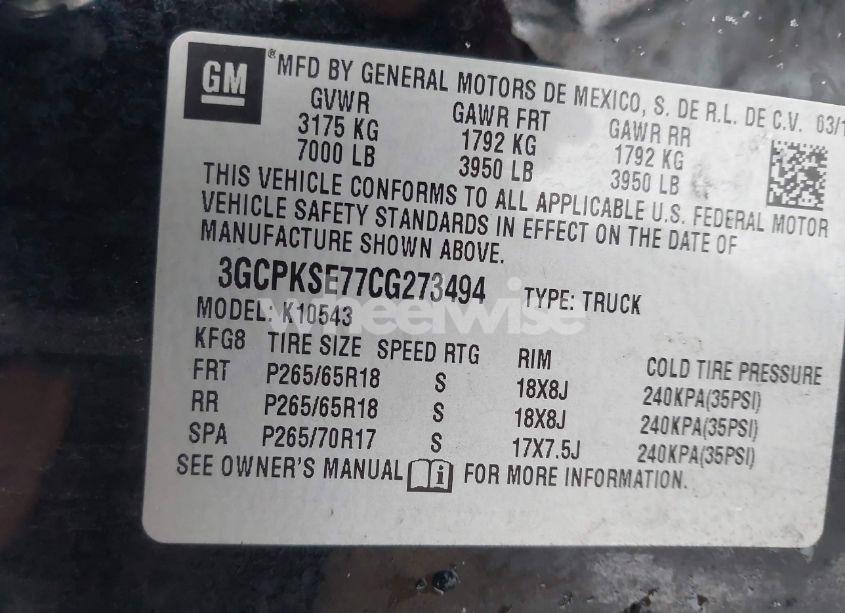 GM
® MFD BY GENERAL MOTORS DE MEXICO, S. DE R.L. DE C.V. 63/1
GVWR GAWR FRT GAWR RR
3175 KG 1792 KG 1792 KG
7000 LB 3950 LB 3950 LB
THIS VEHICLE CONFORMS TO ALL APPLICABLE U.S. FEDERAL MOTOR
VEHICLE SAFETY STANDARDS IN EFFECT ON THE DATE OF
MANUFACTURE SHOWN ABOVE.
3GCPKSE77CG273494 TYPE: TRUCK
MODEL: K10543
wheelwise
KFG8 TIRE SIZE SPEED RTG RIM COLD TIRE PRESSURE
FRT P265/65R18 S 18X8J 240KPA(35PSI)
RR P265/65R18 S 18X8J 240KPA(35PSI)
SPA P265/70R17 S 17X7.5J 240KPA(35PSI)
SEE OWNER'S MANUAL i FOR MORE INFORMATION.